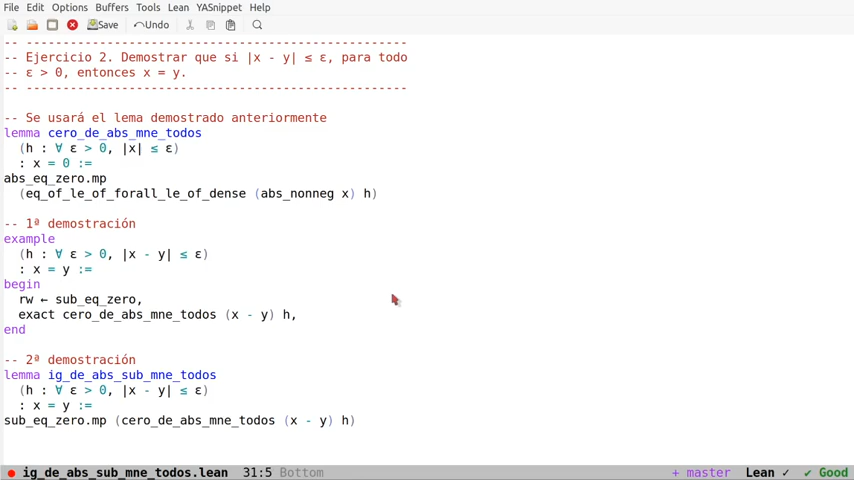 File Edit Options Buffers Tools Lean YASnippet Help
Save Undo
-- ---------------------------------------------------
-- Ejercicio 2. Demostrar que si |x - y| ≤ ε, para todo
-- ε > 0, entonces x = y.
-- ---------------------------------------------------
-- Se usará el lema demostrado anteriormente
lemma cero_de_abs_mne_todos
(h : ∀ ε > 0, |x| ≤ ε)
: x = 0 :=
abs_eq_zero.mp
(eq_of_le_of_forall_le_of_dense (abs_nonneg x) h)
-- 1ª demostración
example
(h : ∀ ε > 0, |x - y| ≤ ε)
: x = y :=
begin
rw ← sub_eq_zero,
exact cero_de_abs_mne_todos (x - y) h,
end
-- 2ª demostración
lemma ig_de_abs_sub_mne_todos
(h : ∀ ε > 0, |x - y| ≤ ε)
: x = y :=
sub_eq_zero.mp (cero_de_abs_mne_todos (x - y) h)
ig_de_abs_sub_mne_todos.lean 31:5 Bottom + master Lean ✓ ✔ Good